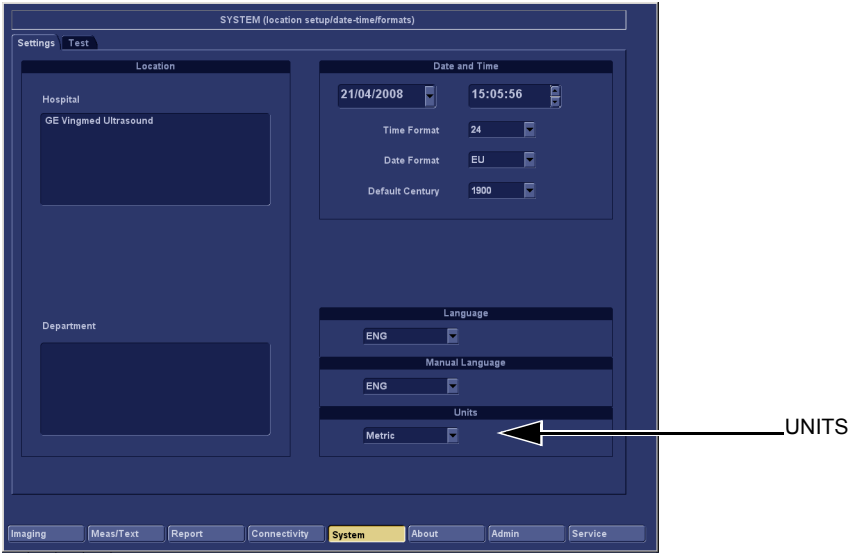 SYSTEM (location setup/date-time/formats)
Settings Test
Location
Hospital
GE Vingmed Ultrasound
Department
Date and Time
21/04/2008 15:05:56
Time Format 24
Date Format EU
Default Century 1900
Language
ENG
Manual Language
ENG
Units
Metric
UNITS
Imaging Meas/Text Report Connectivity System About Admin Service